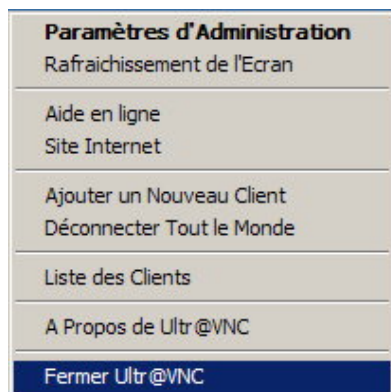 Paramètres d'Administration
Rafraichissement de l'Ecran
Aide en ligne
Site Internet
Ajouter un Nouveau Client
Déconnecter Tout le Monde
Liste des Clients
A Propos de Ultr@VNC
Fermer Ultr@VNC